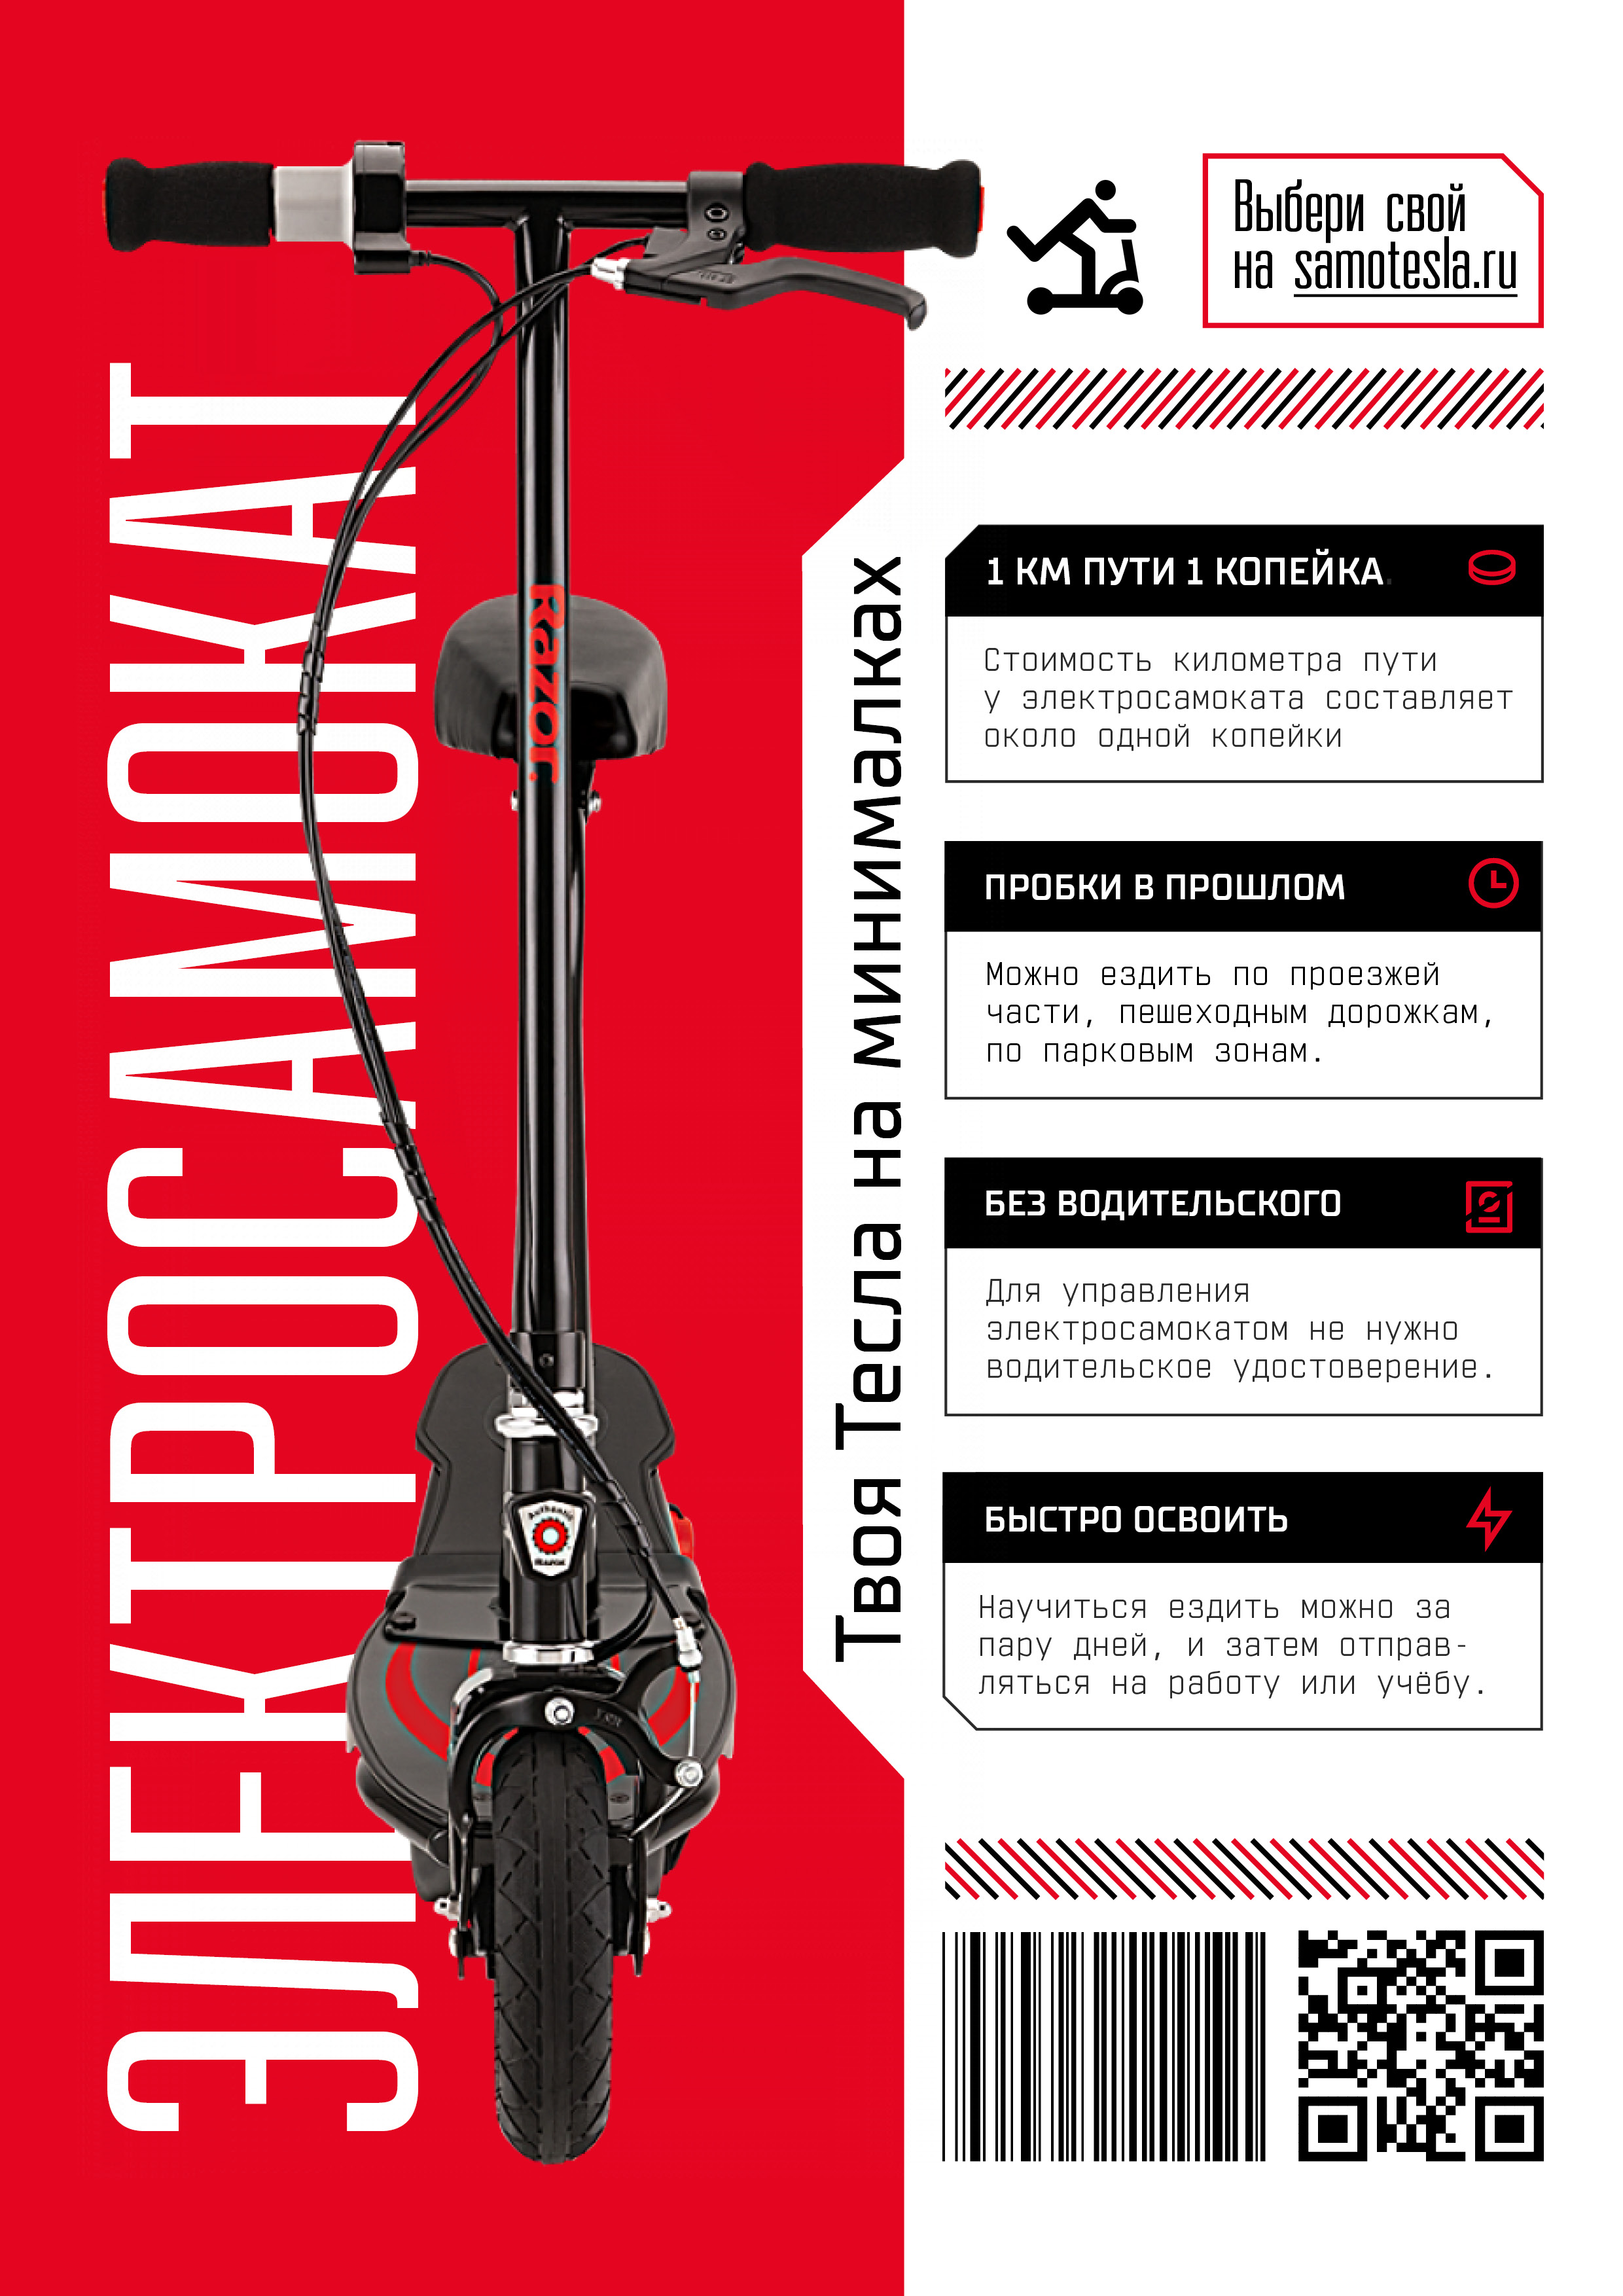 ЭЛЕКТРОСАМОКАТ
Razor
Твоя Тесла на минималках
Выбери свой
на samotesla.ru
1 КМ ПУТИ 1 КОПЕЙКА.
Стоимость километра пути
у электросамоката составляет
около одной копейки
ПРОБКИ В ПРОШЛОМ
Можно ездить по проезжей
части, пешеходным дорожкам,
по парковым зонам.
БЕЗ ВОДИТЕЛЬСКОГО
Для управления
электросамокатом не нужно
водительское удостоверение.
БЫСТРО ОСВОИТЬ
Научиться ездить можно за
пару дней, и затем отправ-
ляться на работу или учёбу.